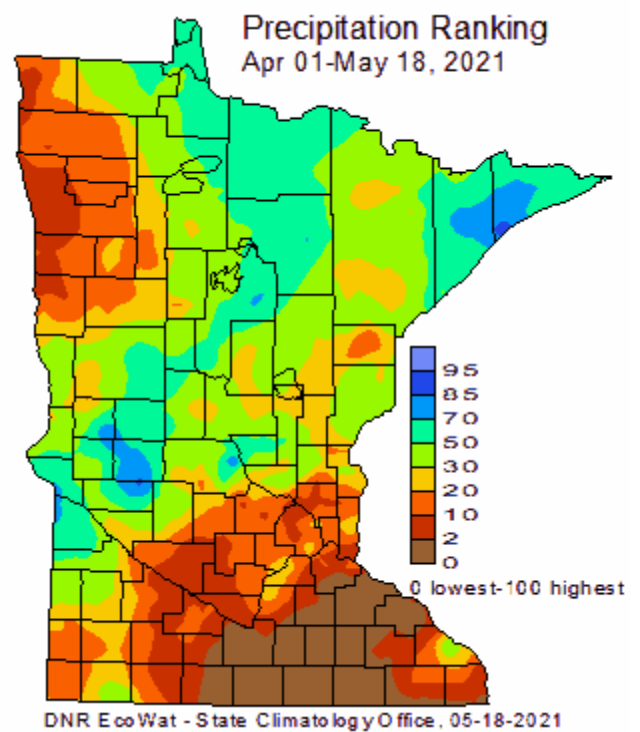 Precipitation Ranking
Apr 01-May 18, 2021
95
85
70
50
30
20
10
2
0
0 lowest-100 highest
DNR EcoWat - State Climatology Office, 05-18-2021